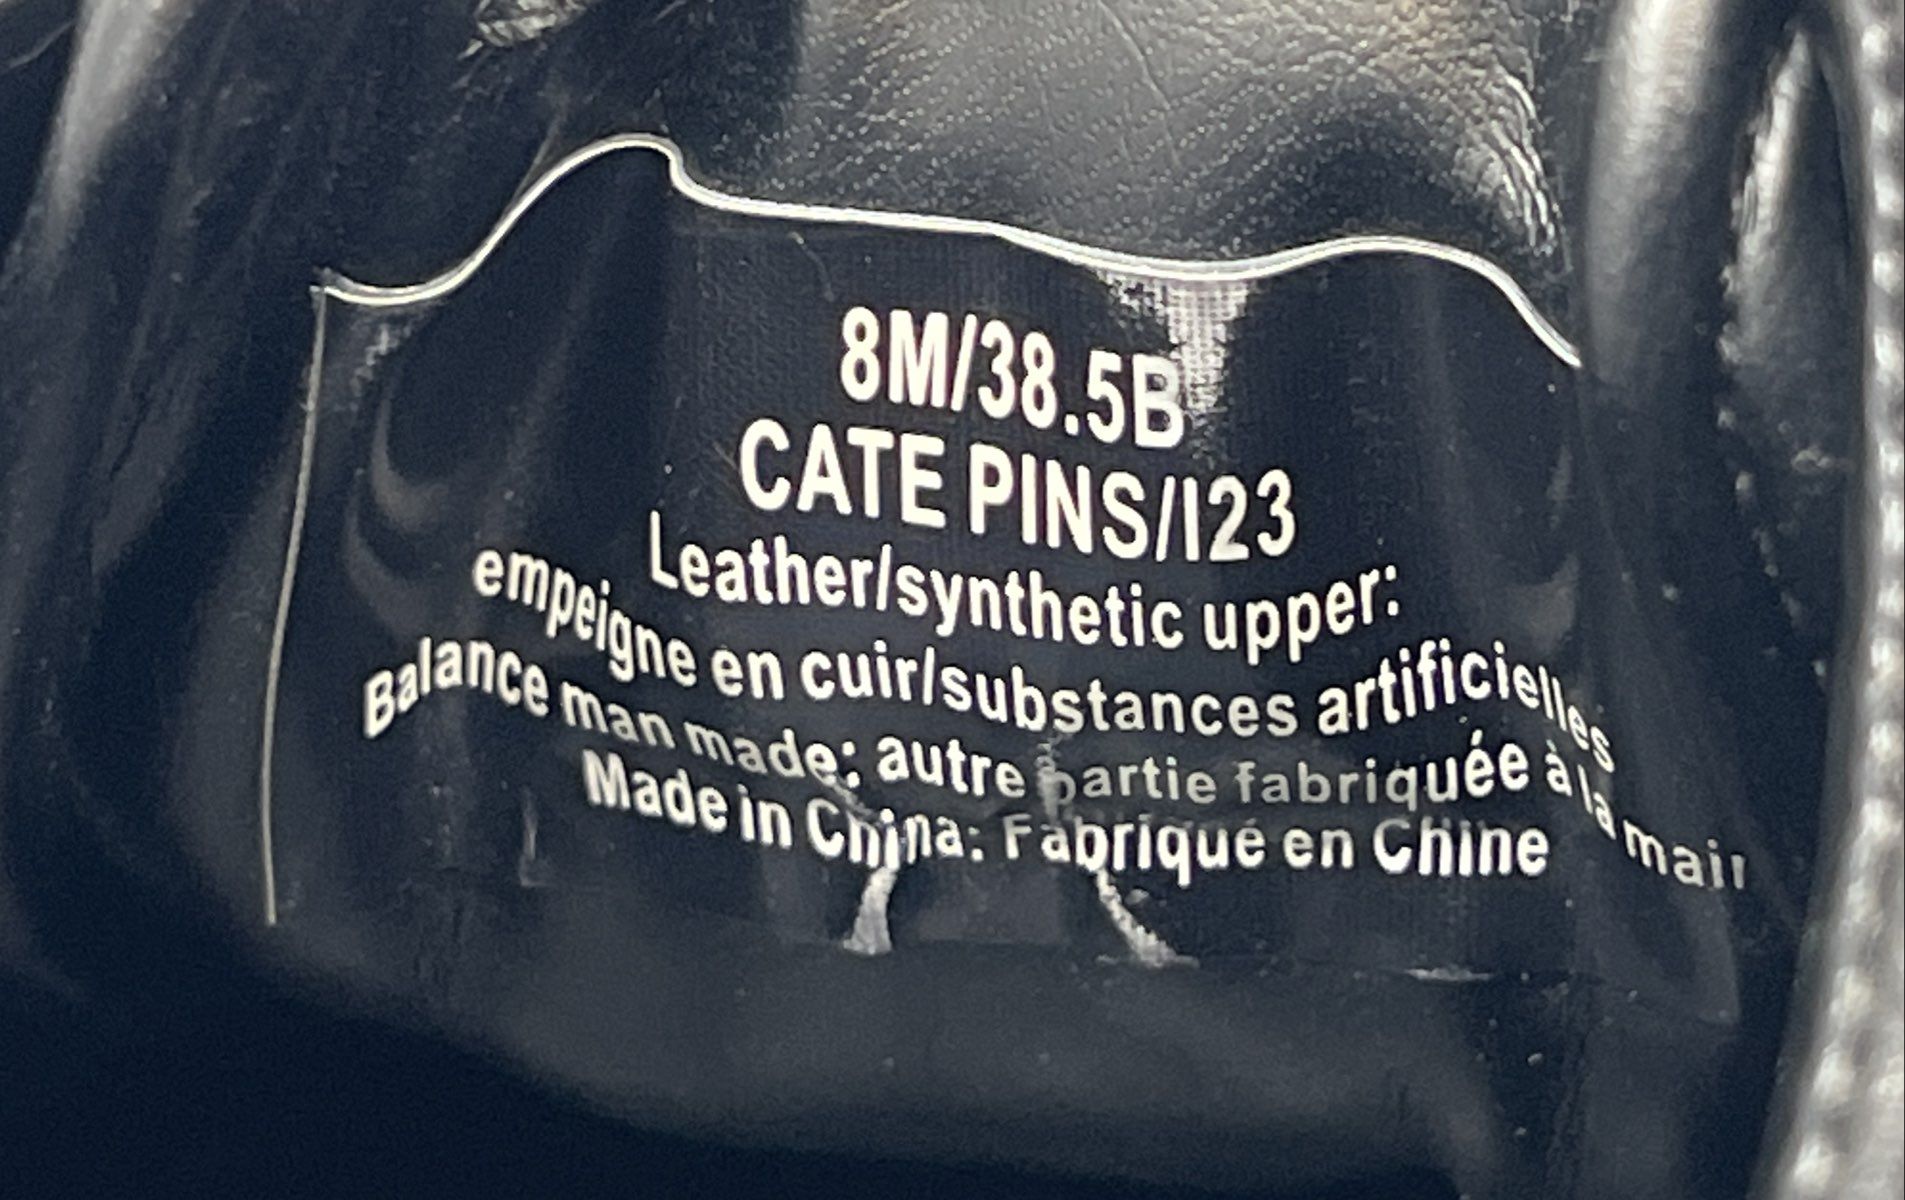 8M/38.5B
CATE PINS/I23
Leather/synthetic upper:
empeigne en cuir/substances artificielles
Balance man made: autre partie fabriquée à la main
Made in China: Fabriqué en Chine